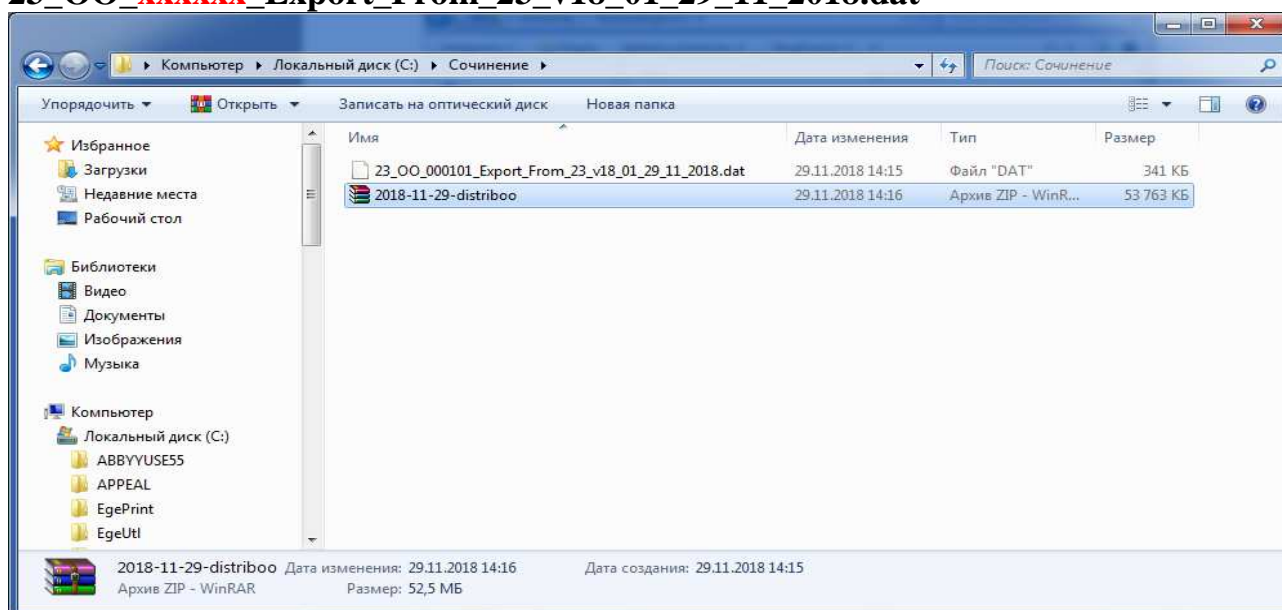 23_OO_xxxxxx_Export_From_23_v18_01_29_11_2018.dat
Компьютер Локальный диск (C:) Сочинение
Поиск: Сочинение
Упорядочить Открыть Записать на оптический диск Новая папка
Избранное
Загрузки
Недавние места
Рабочий стол
Библиотеки
Видео
Документы
Изображения
Музыка
Компьютер
Локальный диск (C:)
ABBYYUSE55
APPEAL
EgePrint
EgeUtl
Имя Дата изменения Тип Размер
23_OO_000101_Export_From_23_v18_01_29_11_2018.dat 29.11.2018 14:15 Файл "DAT" 341 КБ
2018-11-29-distriboo 29.11.2018 14:16 Архив ZIP - WinR... 53 763 КБ
2018-11-29-distriboo Дата изменения: 29.11.2018 14:16 Дата создания: 29.11.2018 14:15
Архив ZIP - WinRAR Размер: 52,5 МБ